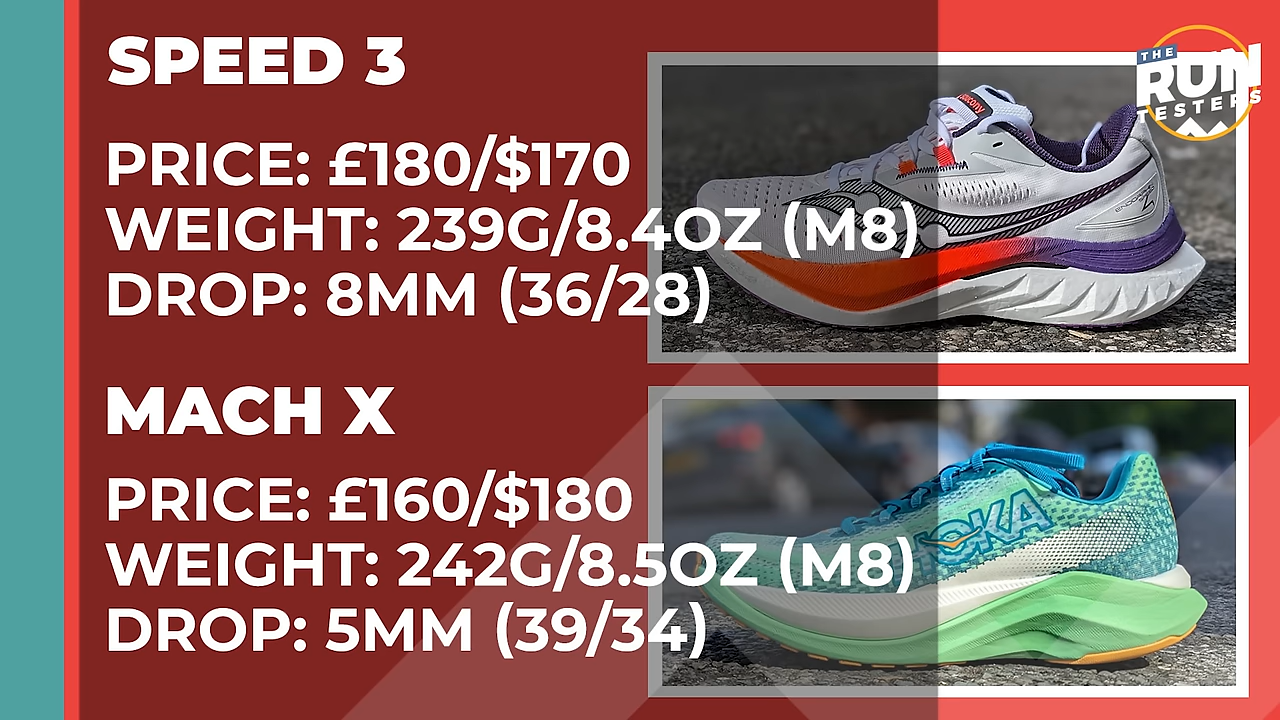 SPEED 3
PRICE: £180/$170
WEIGHT: 239G/8.4OZ (M8)
DROP: 8MM (36/28)
MACH X
PRICE: £160/$180
WEIGHT: 242G/8.5OZ (M8)
DROP: 5MM (39/34)
THE
RUN
TESTERS
saucony
HOKA